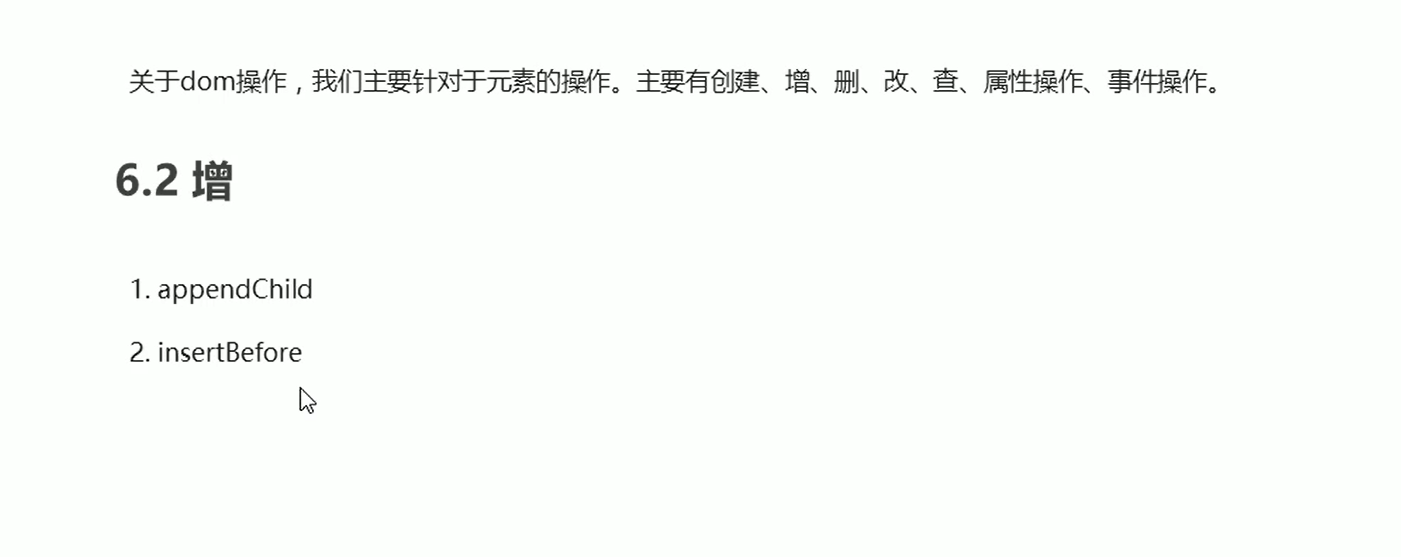 关于dom操作，我们主要针对于元素的操作。主要有创建、增、删、改、查、属性操作、事件操作。
6.2 增
1. appendChild
2. insertBefore